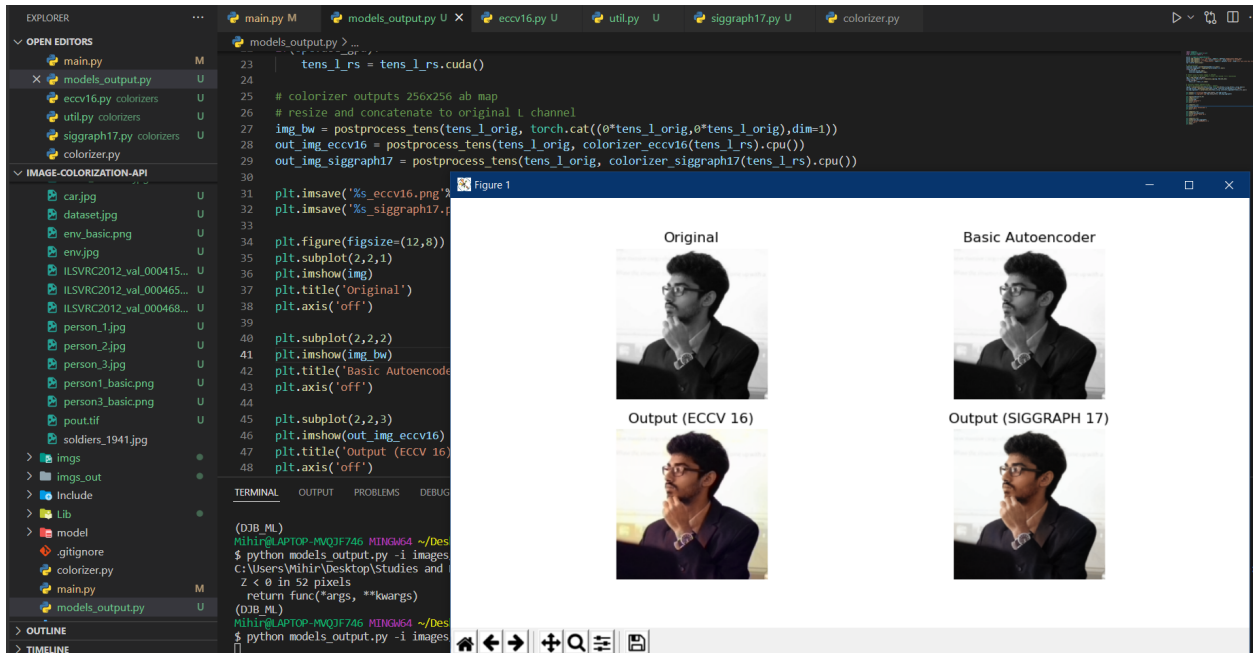 EXPLORER
main.py M
models_output.py U
eccv16.py U
util.py U
siggraph17.py U
colorizer.py
OPEN EDITORS
main.py M
models_output.py U
eccv16.py colorizers U
util.py colorizers U
siggraph17.py colorizers U
colorizer.py
IMAGE-COLORIZATION-API
car.jpg U
dataset.jpg U
env_basic.png U
env.jpg U
ILSVRC2012_val_000415... U
ILSVRC2012_val_000465... U
ILSVRC2012_val_000468... U
person_1.jpg U
person_2.jpg U
person_3.jpg U
person1_basic.png U
person3_basic.png U
pout.tif U
soldiers_1941.jpg
imgs
imgs_out
Include
Lib
model
.gitignore
colorizer.py
main.py M
models_output.py U
OUTLINE
TIMELINE
models_output.py > ...
23 tens_l_rs = tens_l_rs.cuda()
24
25 # colorizer outputs 256x256 ab map
26 # resize and concatenate to original L channel
27 img_bw = postprocess_tens(tens_l_orig, torch.cat((0*tens_l_orig,0*tens_l_orig),dim=1))
28 out_img_eccv16 = postprocess_tens(tens_l_orig, colorizer_eccv16(tens_l_rs).cpu())
29 out_img_siggraph17 = postprocess_tens(tens_l_orig, colorizer_siggraph17(tens_l_rs).cpu())
30
31 plt.imsave('%s_eccv16.png'%
32 plt.imsave('%s_siggraph17.p
33
34 plt.figure(figsize=(12,8))
35 plt.subplot(2,2,1)
36 plt.imshow(img)
37 plt.title('Original')
38 plt.axis('off')
39
40 plt.subplot(2,2,2)
41 plt.imshow(img_bw)
42 plt.title('Basic Autoencode
43 plt.axis('off')
44
45 plt.subplot(2,2,3)
46 plt.imshow(out_img_eccv16)
47 plt.title('Output (ECCV 16)
48 plt.axis('off')
TERMINAL OUTPUT PROBLEMS DEBUG
(DJB_ML)
Mihir@LAPTOP-MVQJF746 MINGW64 ~/Des
$ python models_output.py -i images
C:\Users\Mihir\Desktop\Studies and
Z < 0 in 52 pixels
return func(*args, **kwargs)
(DJB_ML)
Mihir@LAPTOP-MVQJF746 MINGW64 ~/Des
$ python models_output.py -i images
Figure 1
Original
Basic Autoencoder
Output (ECCV 16)
Output (SIGGRAPH 17)